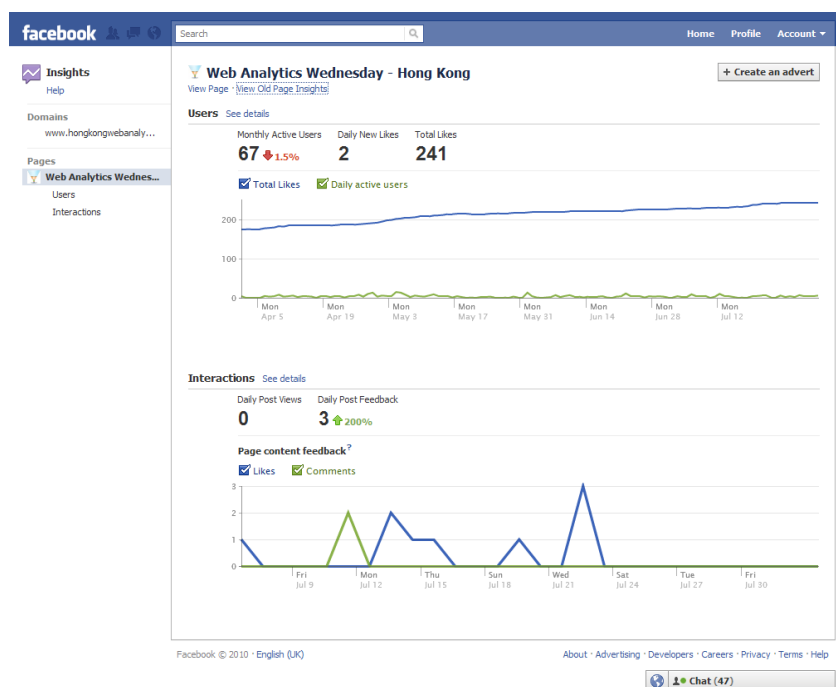 facebook
Search
Home Profile Account
Insights
Help
Domains
www.hongkongwebanaly...
Pages
Web Analytics Wednes...
Users
Interactions
Web Analytics Wednesday - Hong Kong
+ Create an advert
View Page · View Old Page Insights
Users See details
Monthly Active Users Daily New Likes Total Likes
67 1.5% 2 241
Total Likes Daily active users
200
100
0
Mon Mon Mon Mon Mon Mon Mon Mon
Apr 5 Apr 19 May 3 May 17 May 31 Jun 14 Jun 28 Jul 12
Interactions See details
Daily Post Views Daily Post Feedback
0 3 200%
Page content feedback?
Likes Comments
3
2
1
0
Fri Mon Thu Sun Wed Sat Tue Fri
Jul 9 Jul 12 Jul 15 Jul 18 Jul 21 Jul 24 Jul 27 Jul 30
Facebook © 2010 · English (UK)
About · Advertising · Developers · Careers · Privacy · Terms · Help
Chat (47)